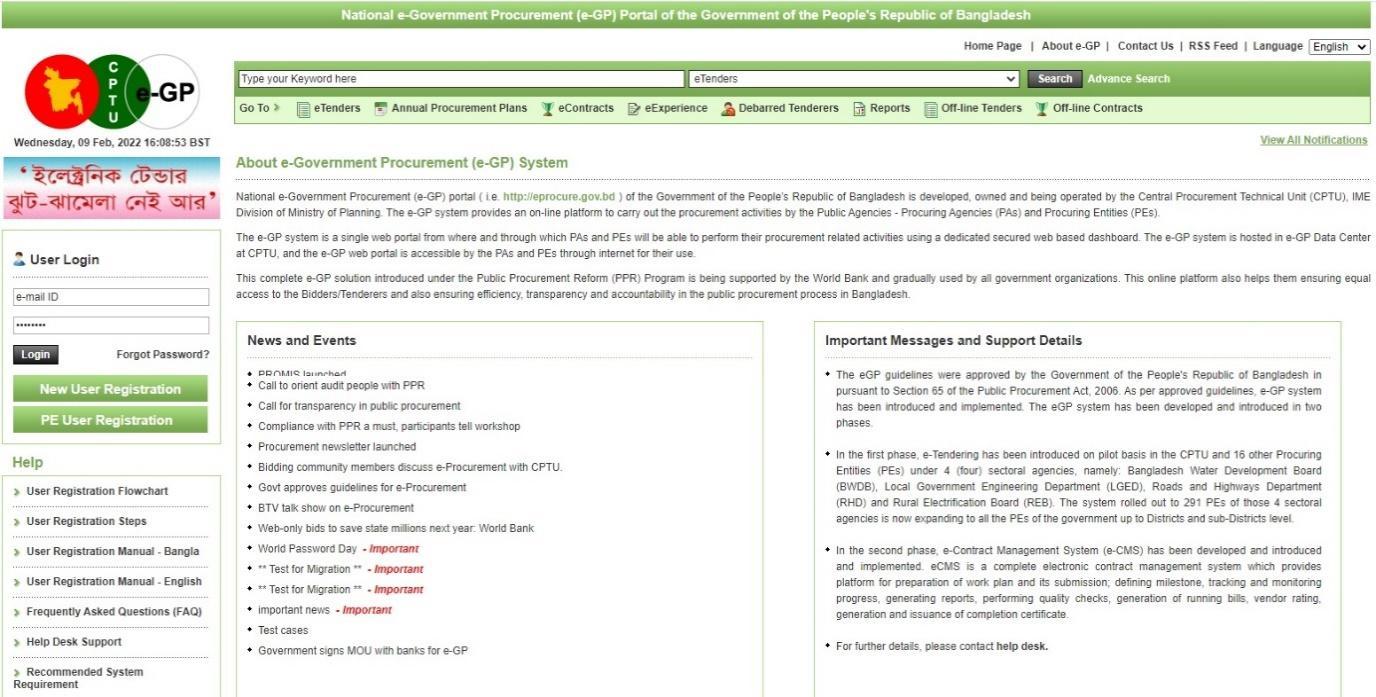 National e-Government Procurement (e-GP) Portal of the Government of the People's Republic of Bangladesh
Home Page | About e-GP | Contact Us | RSS Feed | Language English
CPTU e-GP
Type your Keyword here eTenders Search Advance Search
Go To eTenders Annual Procurement Plans eContracts eExperience Debarred Tenderers Reports Off-line Tenders Off-line Contracts
Wednesday, 09 Feb, 2022 16:08:53 BST
View All Notifications
‘ইলেক্ট্রনিক টেন্ডার
ঝুট-ঝামেলা নেই আর’
User Login
e-mail ID
••••••••
Login Forgot Password?
New User Registration
PE User Registration
Help
User Registration Flowchart
User Registration Steps
User Registration Manual - Bangla
User Registration Manual - English
Frequently Asked Questions (FAQ)
Help Desk Support
Recommended System
Requirement
About e-Government Procurement (e-GP) System
National e-Government Procurement (e-GP) portal ( i.e. http://eprocure.gov.bd ) of the Government of the People's Republic of Bangladesh is developed, owned and being operated by the Central Procurement Technical Unit (CPTU), IME
Division of Ministry of Planning. The e-GP system provides an on-line platform to carry out the procurement activities by the Public Agencies - Procuring Agencies (PAs) and Procuring Entities (PEs).
The e-GP system is a single web portal from where and through which PAs and PEs will be able to perform their procurement related activities using a dedicated secured web based dashboard. The e-GP system is hosted in e-GP Data Center
at CPTU, and the e-GP web portal is accessible by the PAs and PEs through internet for their use.
This complete e-GP solution introduced under the Public Procurement Reform (PPR) Program is being supported by the World Bank and gradually used by all government organizations. This online platform also helps them ensuring equal
access to the Bidders/Tenderers and also ensuring efficiency, transparency and accountability in the public procurement process in Bangladesh.
News and Events
PROMIS launched
Call to orient audit people with PPR
Call for transparency in public procurement
Compliance with PPR a must, participants tell workshop
Procurement newsletter launched
Bidding community members discuss e-Procurement with CPTU.
Govt approves guidelines for e-Procurement
BTV talk show on e-Procurement
Web-only bids to save state millions next year: World Bank
World Password Day - Important
** Test for Migration ** - Important
** Test for Migration ** - Important
important news - Important
Test cases
Government signs MOU with banks for e-GP
Important Messages and Support Details
The eGP guidelines were approved by the Government of the People's Republic of Bangladesh in
pursuant to Section 65 of the Public Procurement Act, 2006. As per approved guidelines, e-GP system
has been introduced and implemented. The eGP system has been developed and introduced in two
phases.
In the first phase, e-Tendering has been introduced on pilot basis in the CPTU and 16 other Procuring
Entities (PEs) under 4 (four) sectoral agencies, namely: Bangladesh Water Development Board
(BWDB), Local Government Engineering Department (LGED), Roads and Highways Department
(RHD) and Rural Electrification Board (REB). The system rolled out to 291 PEs of those 4 sectoral
agencies is now expanding to all the PEs of the government up to Districts and sub-Districts level.
In the second phase, e-Contract Management System (e-CMS) has been developed and introduced
and implemented. eCMS is a complete electronic contract management system which provides
platform for preparation of work plan and its submission; defining milestone, tracking and monitoring
progress, generating reports, performing quality checks, generation of running bills, vendor rating,
generation and issuance of completion certificate.
For further details, please contact help desk.